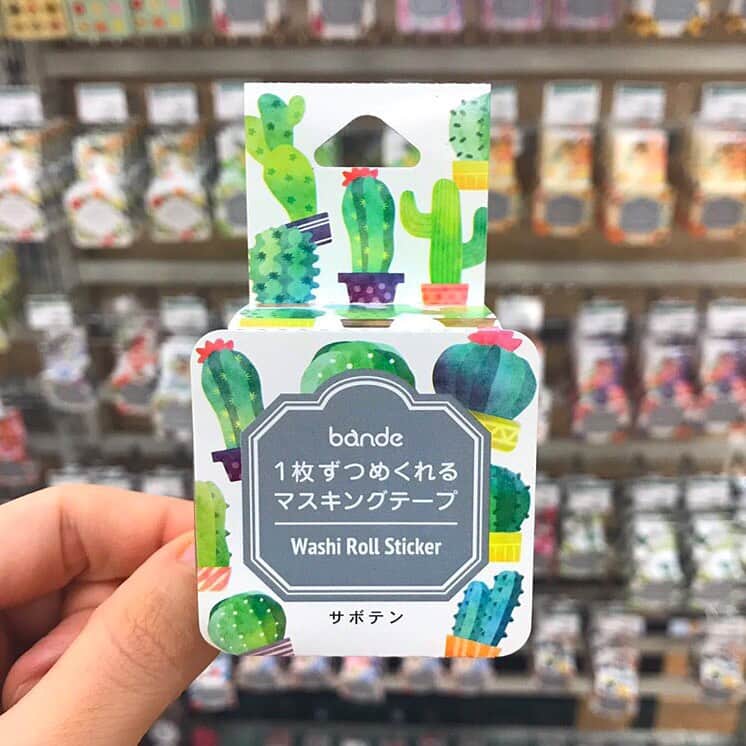 bande
1枚ずつめくれる
マスキングテープ
Washi Roll Sticker
サボテン